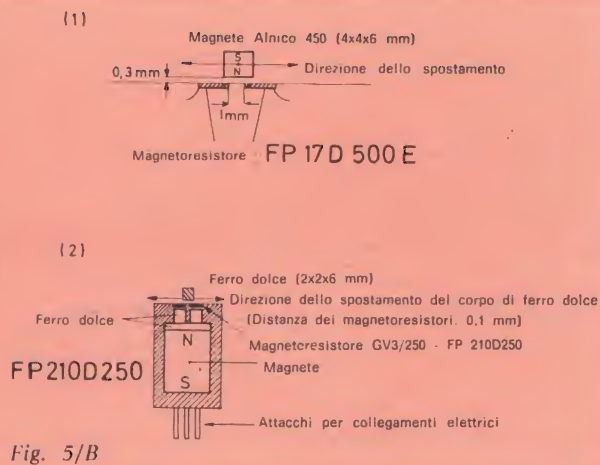 (1)
Magnete Alnico 450 (4x4x6 mm)
S
N
0,3mm
Direzione dello spostamento
1mm
Magnetoresistore FP 17 D 500 E
(2)
Ferro dolce (2x2x6 mm)
Direzione dello spostamento del corpo di ferro dolce
Ferro dolce
(Distanza dei magnetoresistori. 0,1 mm)
N
Magnetoresistore GV3/250 - FP 210D250
FP210D250
Magnete
S
Attacchi per collegamenti elettrici
Fig. 5/B